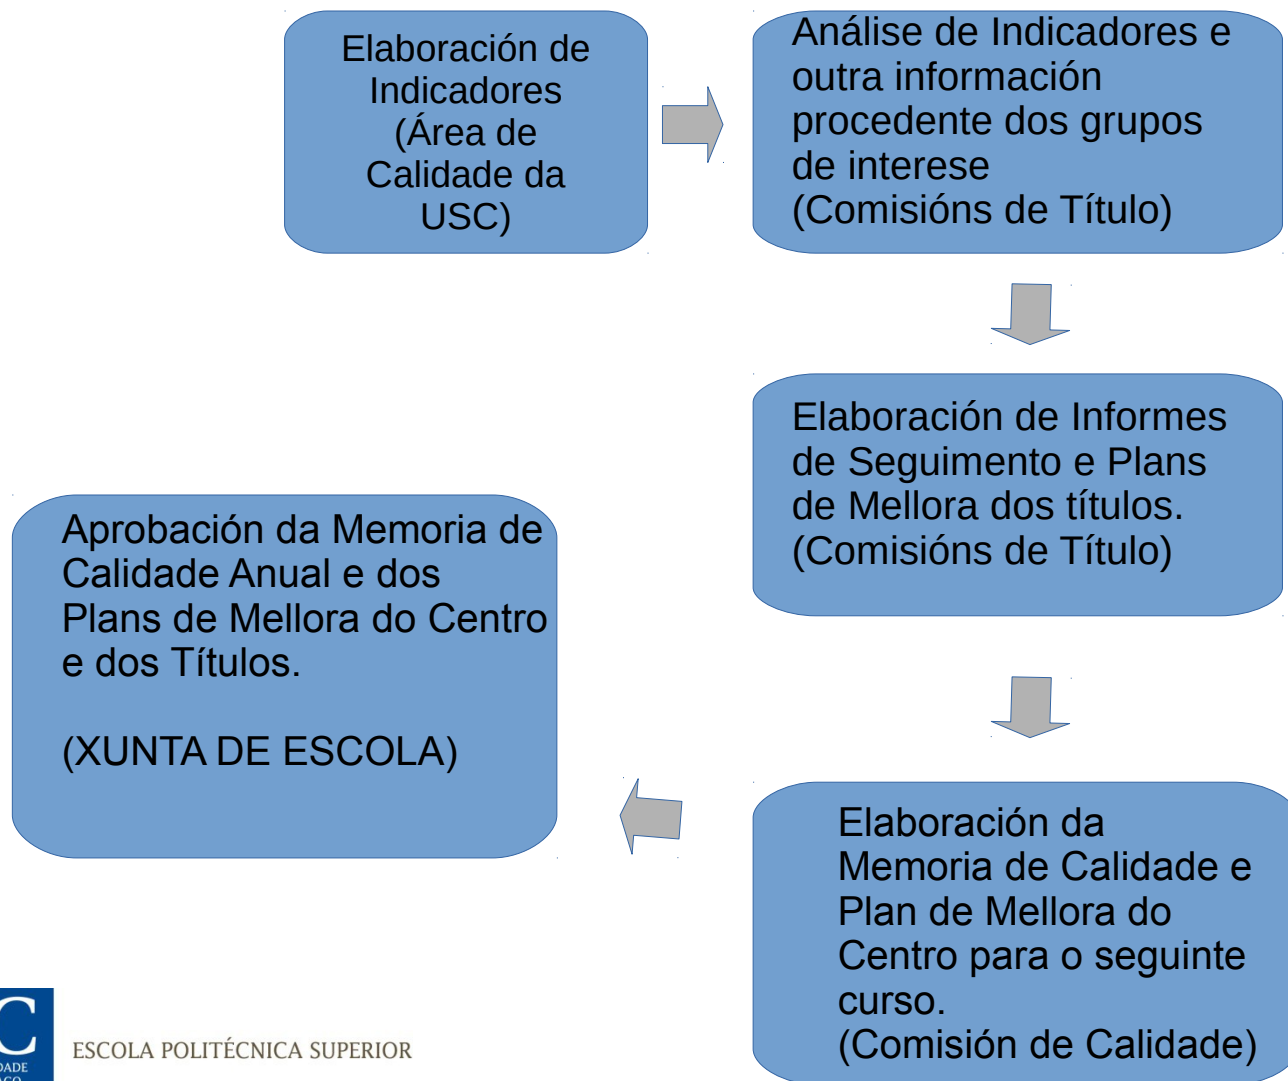 Elaboración de
Indicadores
(Área de
Calidade da
USC)
Análise de Indicadores e
outra información
procedente dos grupos
de interese
(Comisións de Título)
Elaboración de Informes
de Seguimento e Plans
de Mellora dos títulos.
(Comisións de Título)
Elaboración da
Memoria de Calidade e
Plan de Mellora do
Centro para o seguinte
curso.
(Comisión de Calidade)
Aprobación da Memoria de
Calidade Anual e dos
Plans de Mellora do Centro
e dos Títulos.
(XUNTA DE ESCOLA)
C
DADE
ESCOLA POLITÉCNICA SUPERIOR